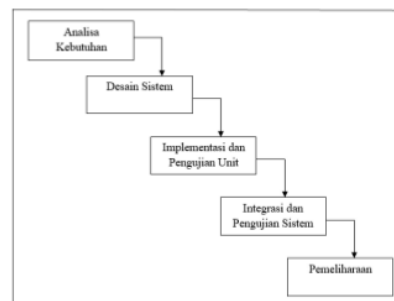 Analisa
Kebutuhan
Desain Sistem
Implementasi dan
Pengujian Unit
Integrasi dan
Pengujian Sistem
Pemeliharaan